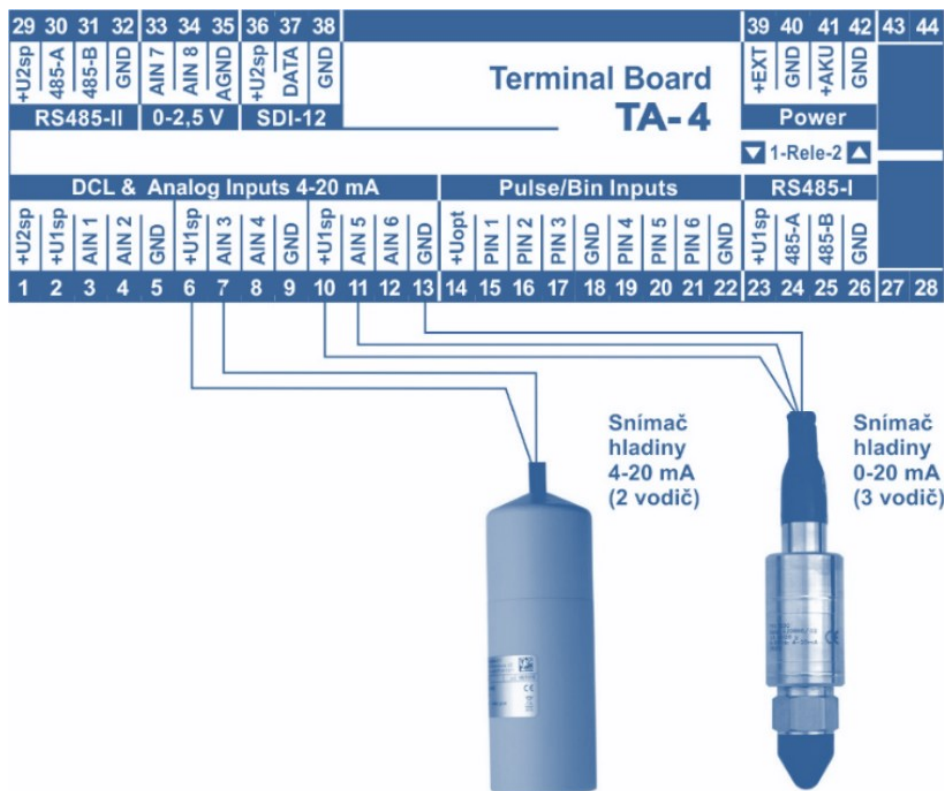 29 30 31 32 33 34 35 36 37 38 39 40 41 42 43 44
+U2sp 485-A 485-B GND AIN 7 AIN 8 AGND +U2sp DATA GND +EXT GND +AKU GND
RS485-II 0-2,5 V SDI-12 Power
Terminal Board
TA-4
▼ 1-Rele-2 ▲
DCL & Analog Inputs 4-20 mA Pulse/Bin Inputs RS485-I
+U2sp +U1sp AIN 1 AIN 2 GND +U1sp AIN 3 AIN 4 GND +U1sp AIN 5 AIN 6 GND +Uopt PIN 1 PIN 2 PIN 3 GND PIN 4 PIN 5 PIN 6 GND +U1sp 485-A 485-B GND
1 2 3 4 5 6 7 8 9 10 11 12 13 14 15 16 17 18 19 20 21 22 23 24 25 26 27 28
Snímač
hladiny
4-20 mA
(2 vodič)
Snímač
hladiny
0-20 mA
(3 vodič)
CE
CE